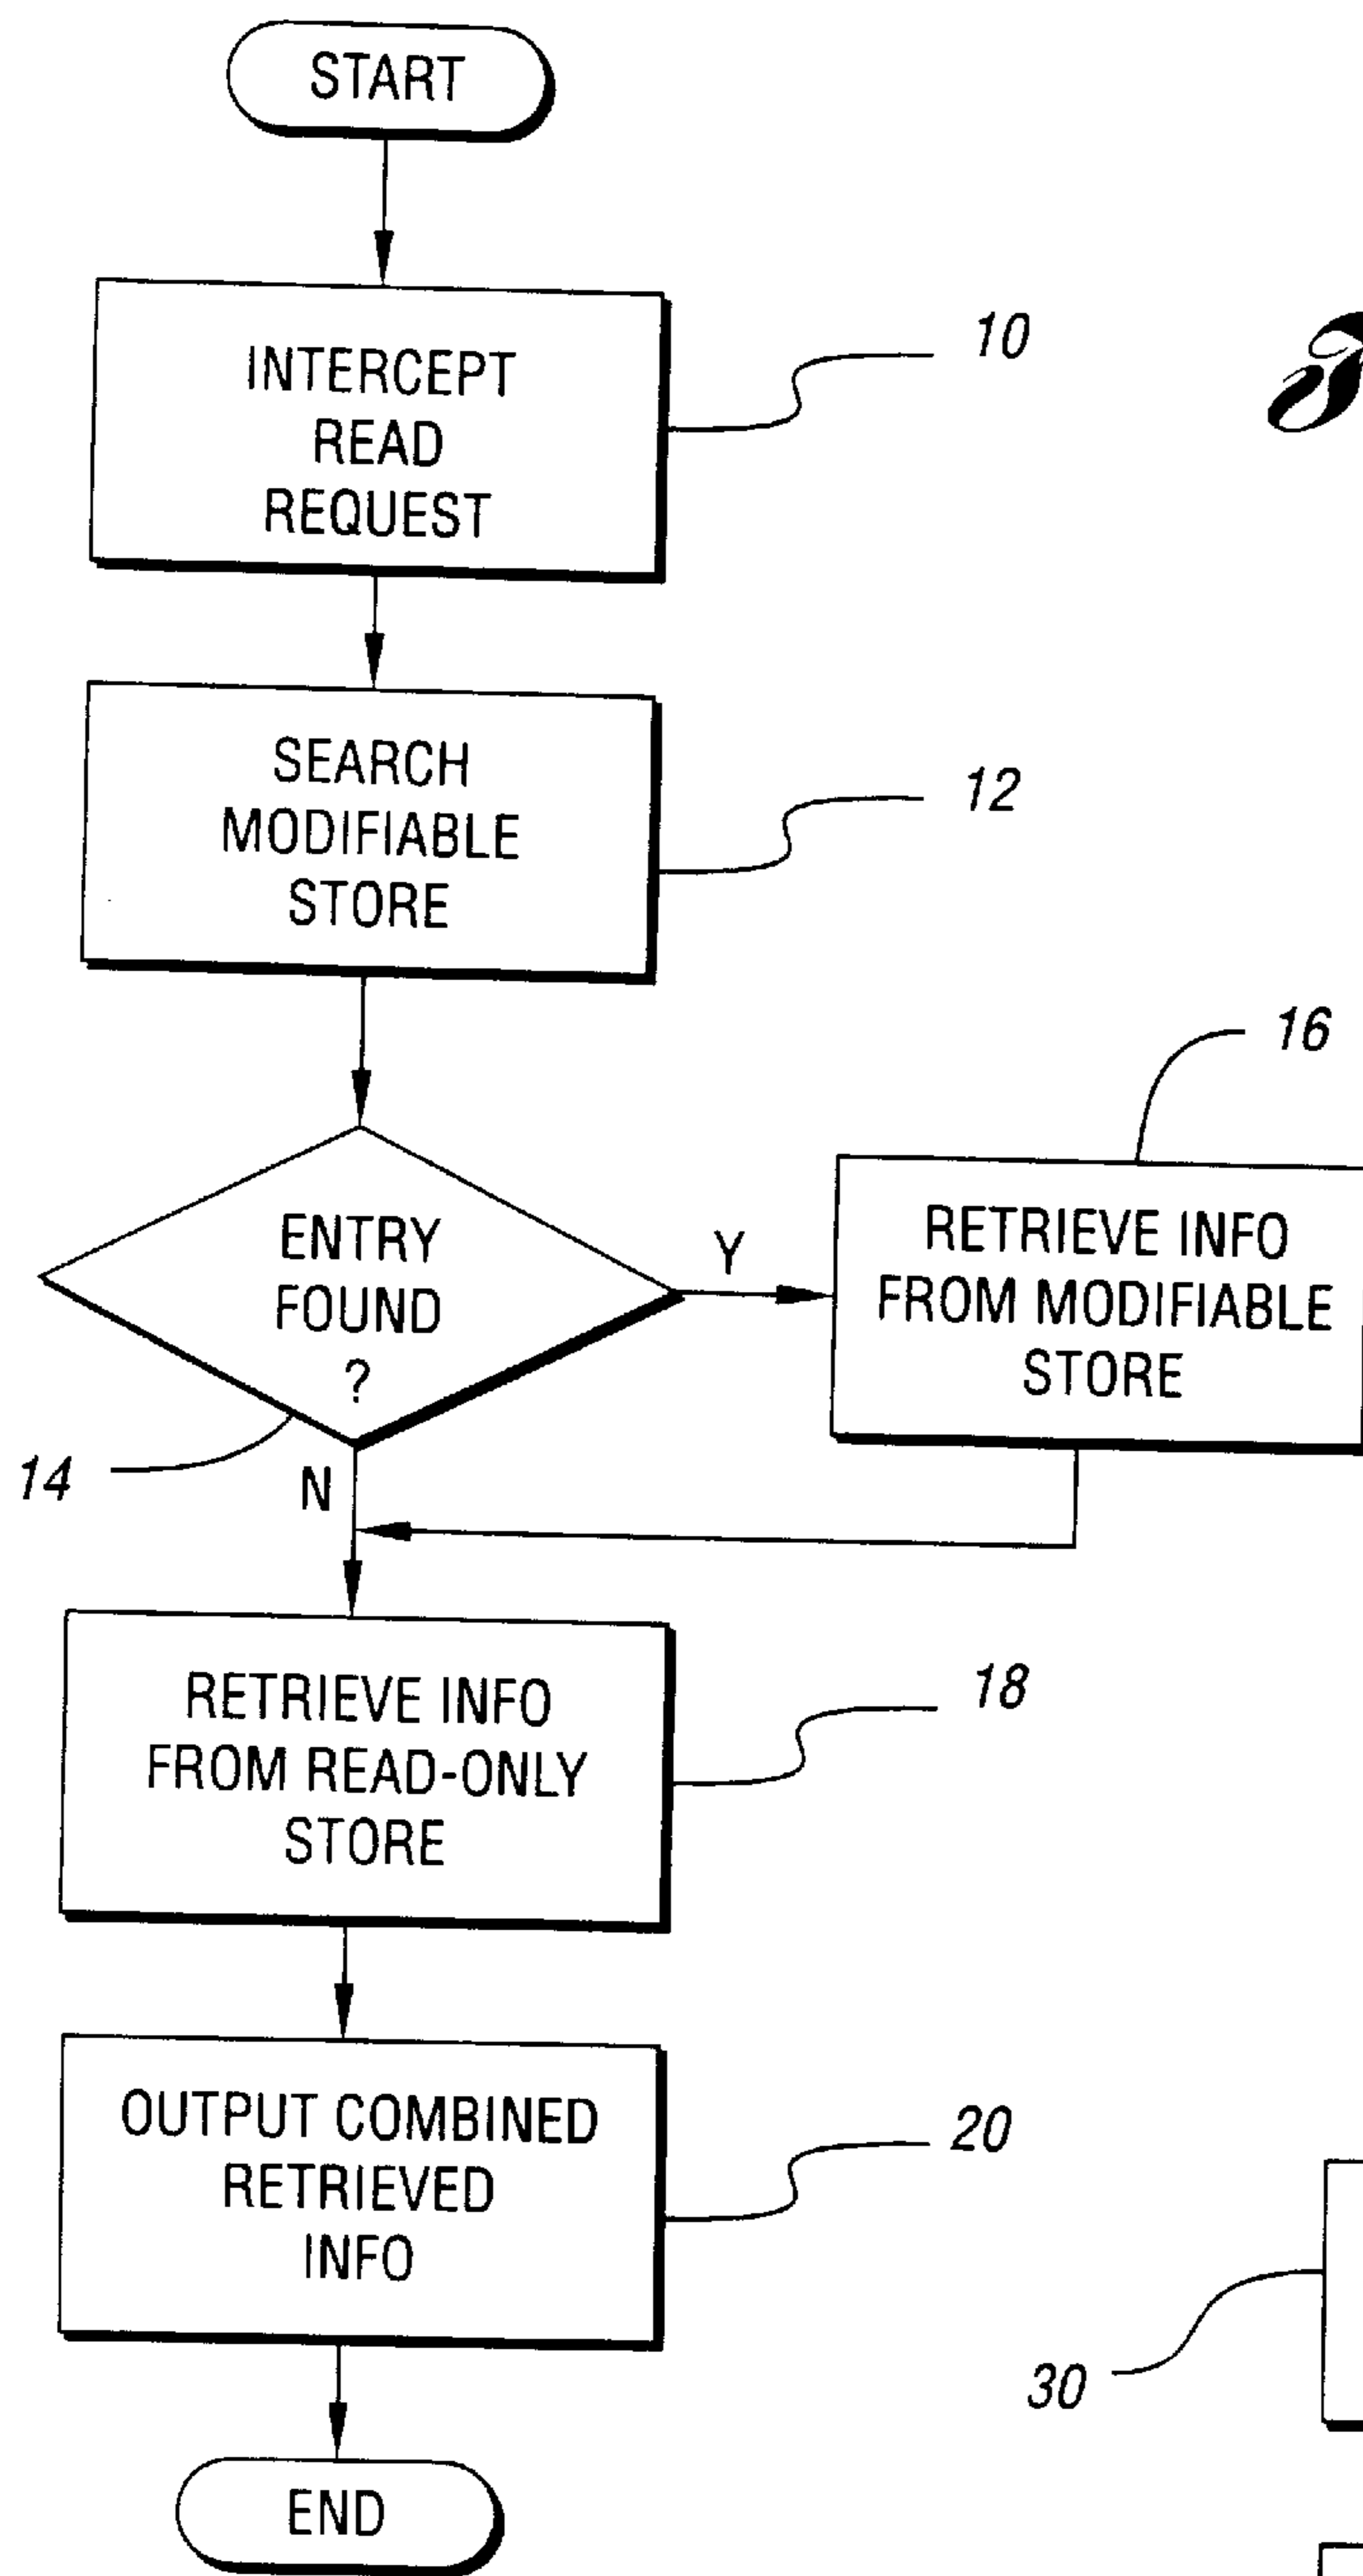 START
INTERCEPT
READ
REQUEST
10
SEARCH
MODIFIABLE
STORE
12
ENTRY
FOUND
?
14
Y
N
RETRIEVE INFO
FROM MODIFIABLE
STORE
16
RETRIEVE INFO
FROM READ-ONLY
STORE
18
OUTPUT COMBINED
RETRIEVED
INFO
20
30
END